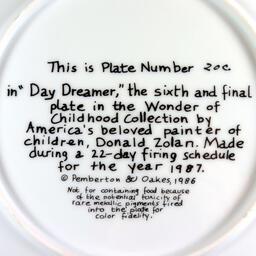 This is Plate Number 20C.
in "Day Dreamer," the sixth and final
plate in the Wonder of
Childhood Collection by
America's beloved painter of
children, Donald Zolan. Made
during a 22-day firing schedule
for the year 1987.
© Pemberton & Oakes, 1986
Not for containing food because
of the potential toxicity of
rare metallic pigments fired
into the plate for
color fidelity.